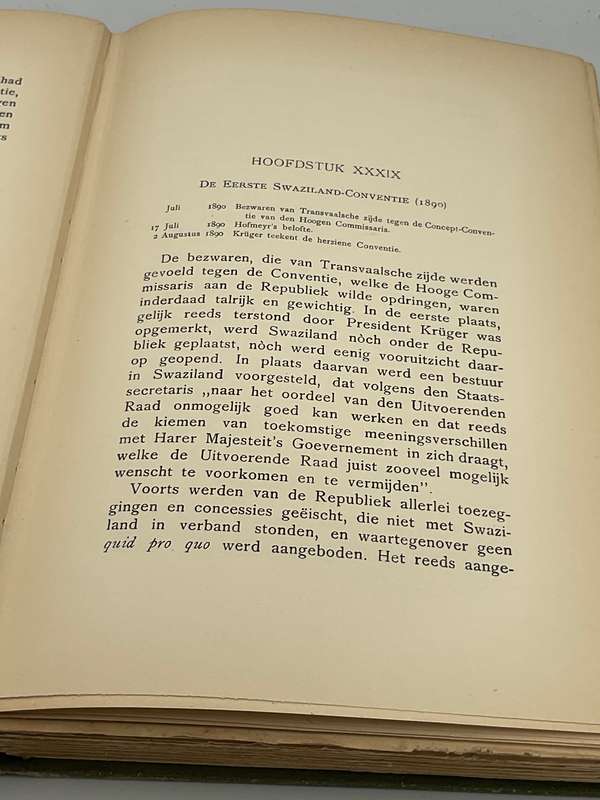 had
tie,
ven
en
m
ts
HOOFDSTUK XXXIX
DE EERSTE SWAZILAND-CONVENTIE (1890)
Juli 1890 Bezwaren van Transvaalsche zijde tegen de Concept-Conven-
tie van den Hoogen Commissaris.
17 Juli 1890 Hofmeyr's belofte.
2 Augustus 1890 Krüger teekent de herziene Conventie.
De bezwaren, die van Transvaalsche zijde werden
gevoeld tegen de Conventie, welke de Hooge Com-
missaris aan de Republiek wilde opdringen, waren
inderdaad talrijk en gewichtig. In de eerste plaats,
gelijk reeds terstond door President Krüger was
opgemerkt, werd Swaziland nòch onder de Repu-
bliek geplaatst, nòch werd eenig vooruitzicht daar-
op geopend. In plaats daarvan werd een bestuur
in Swaziland voorgesteld, dat volgens den Staats-
secretaris „naar het oordeel van den Uitvoerenden
Raad onmogelijk goed kan werken en dat reeds
de kiemen van toekomstige meeningsverschillen
met Harer Majesteit's Goevernement in zich draagt,
welke de Uitvoerende Raad juist zooveel mogelijk
wenscht te voorkomen en te vermijden”.
Voorts werden van de Republiek allerlei toezeg-
gingen en concessies geëischt, die niet met Swazi-
land in verband stonden, en waartegenover geen
quid pro quo werd aangeboden. Het reeds aange-